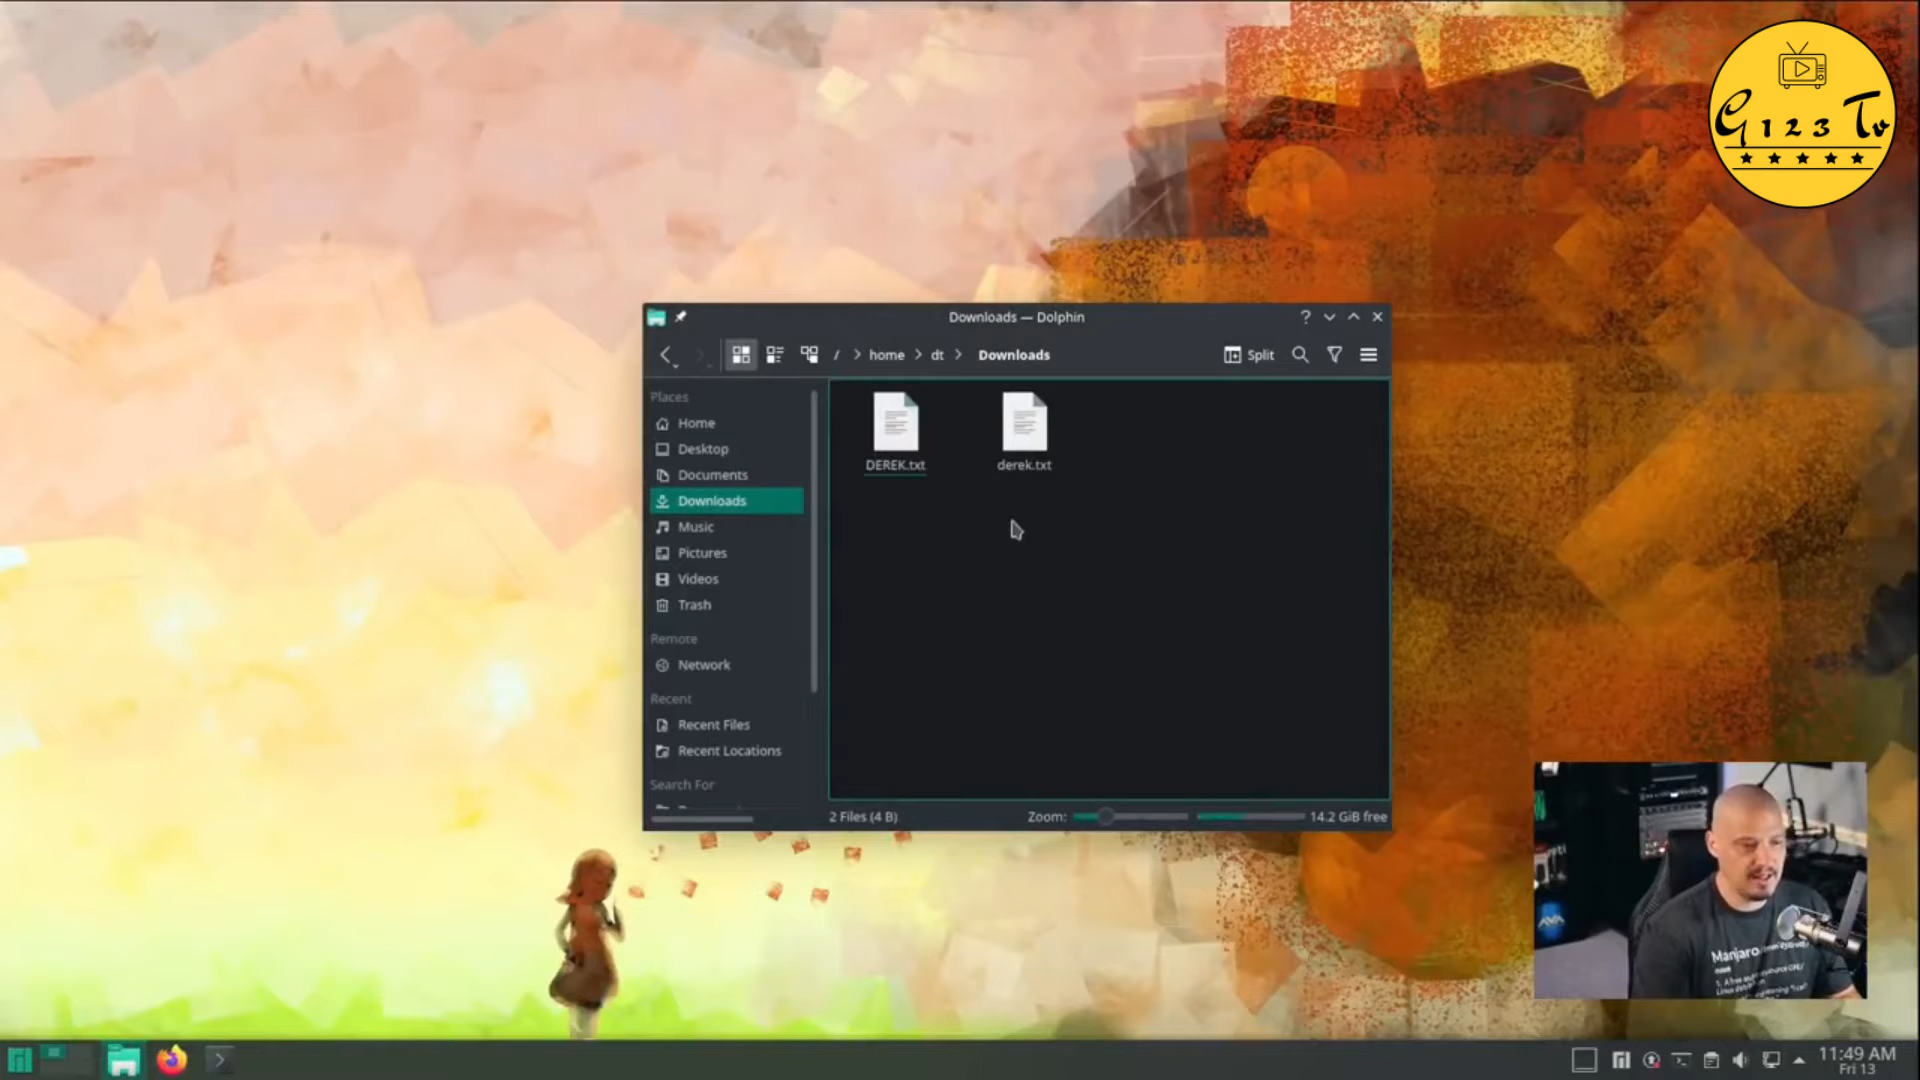 G123 Tv
Downloads — Dolphin
/ > home > dt > Downloads
Split
Places
Home
Desktop
Documents
Downloads
Music
Pictures
Videos
Trash
Remote
Network
Recent
Recent Files
Recent Locations
Search For
DEREK.txt
derek.txt
2 Files (4 B)
Zoom:
14.2 GiB free
Manjaro
noun
AVA
11:49 AM
Fri 13